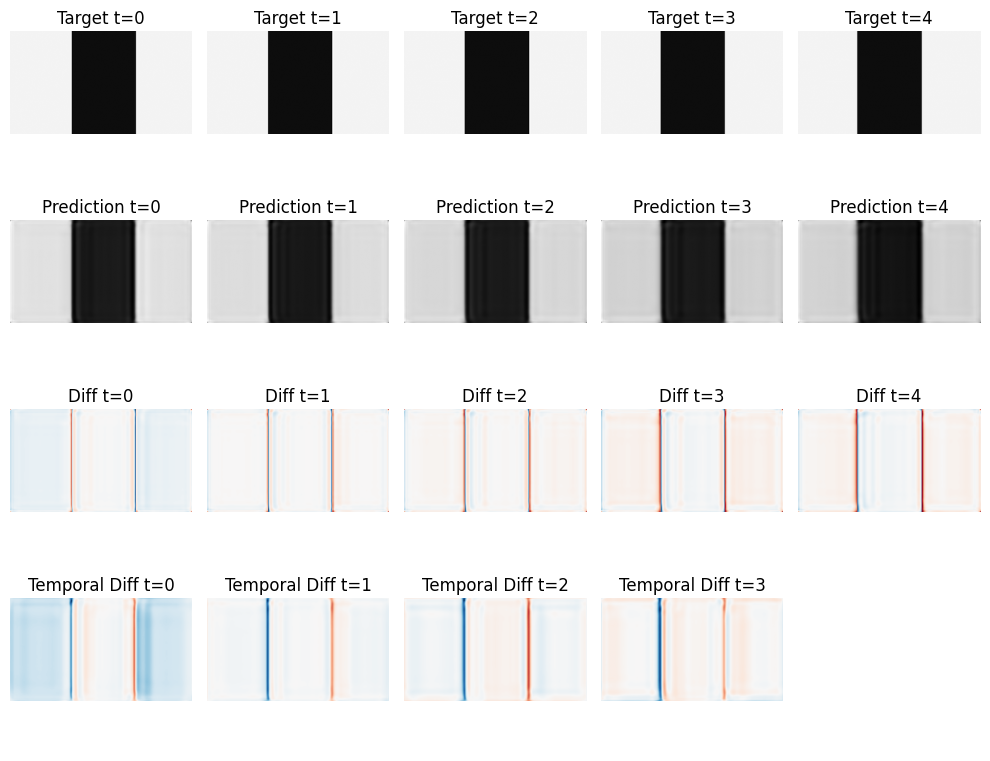 Target t=0 Target t=1 Target t=2 Target t=3 Target t=4
Prediction t=0 Prediction t=1 Prediction t=2 Prediction t=3 Prediction t=4
Diff t=0 Diff t=1 Diff t=2 Diff t=3 Diff t=4
Temporal Diff t=0 Temporal Diff t=1 Temporal Diff t=2 Temporal Diff t=3